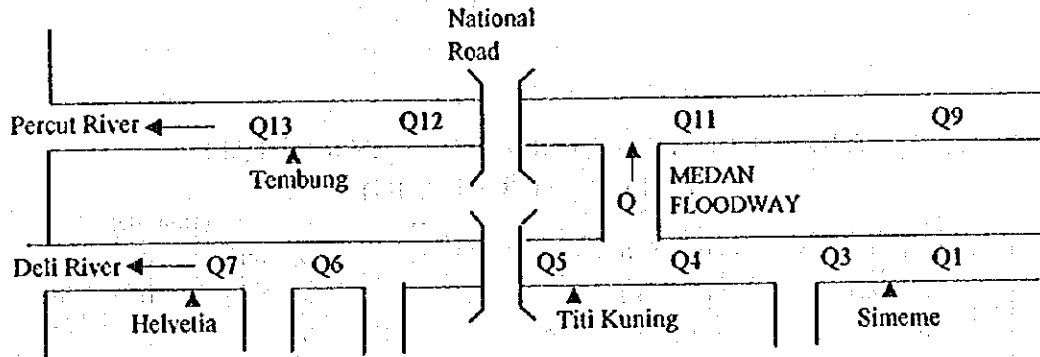 National
Road
Percut River
Q13
Q12
Q11
Q9
Tembung
MEDAN
FLOODWAY
Q
Deli River
Q7
Q6
Q5
Q4
Q3
Q1
Helvetia
Titi Kuning
Simeme